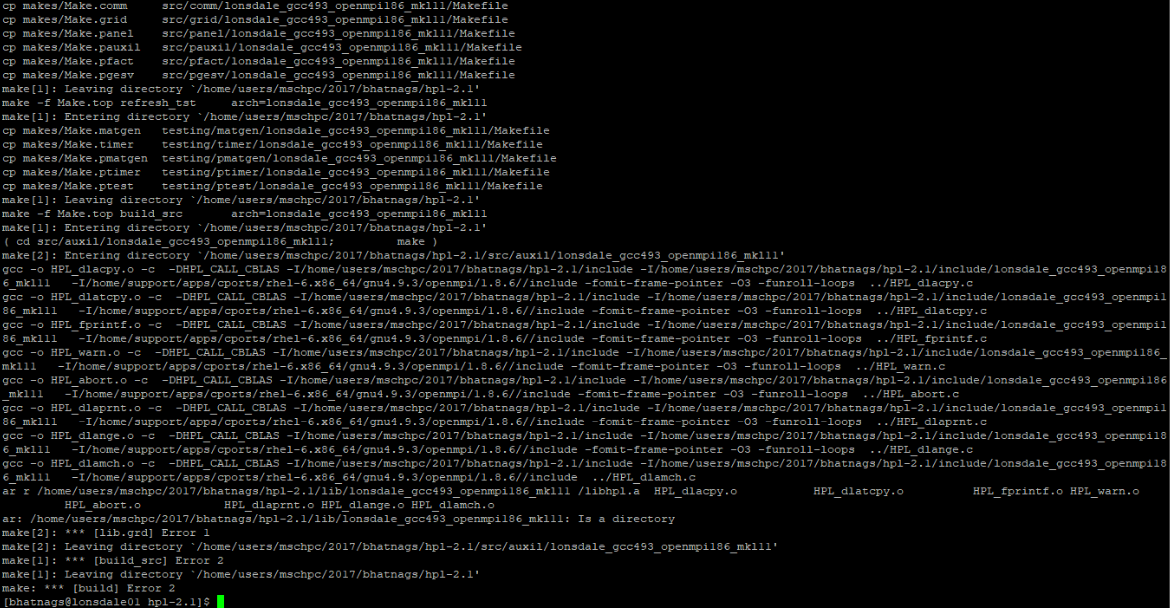 cp makes/Make.comm     src/comm/lonsdale_gcc493_openmpi186_mkl11/Makefile
cp makes/Make.grid     src/grid/lonsdale_gcc493_openmpi186_mkl11/Makefile
cp makes/Make.panel    src/panel/lonsdale_gcc493_openmpi186_mkl11/Makefile
cp makes/Make.pauxil   src/pauxil/lonsdale_gcc493_openmpi186_mkl11/Makefile
cp makes/Make.pfact    src/pfact/lonsdale_gcc493_openmpi186_mkl11/Makefile
cp makes/Make.pgesv    src/pgesv/lonsdale_gcc493_openmpi186_mkl11/Makefile
make[1]: Leaving directory `/home/users/mschpc/2017/bhatnags/hpl-2.1'
make -f Make.top refresh_tst     arch=lonsdale_gcc493_openmpi186_mkl11
make[1]: Entering directory `/home/users/mschpc/2017/bhatnags/hpl-2.1'
cp makes/Make.matgen   testing/matgen/lonsdale_gcc493_openmpi186_mkl11/Makefile
cp makes/Make.timer    testing/timer/lonsdale_gcc493_openmpi186_mkl11/Makefile
cp makes/Make.pmatgen  testing/pmatgen/lonsdale_gcc493_openmpi186_mkl11/Makefile
cp makes/Make.ptimer   testing/ptimer/lonsdale_gcc493_openmpi186_mkl11/Makefile
cp makes/Make.ptest    testing/ptest/lonsdale_gcc493_openmpi186_mkl11/Makefile
make[1]: Leaving directory `/home/users/mschpc/2017/bhatnags/hpl-2.1'
make -f Make.top build_src       arch=lonsdale_gcc493_openmpi186_mkl11
make[1]: Entering directory `/home/users/mschpc/2017/bhatnags/hpl-2.1'
( cd src/auxil/lonsdale_gcc493_openmpi186_mkl11;         make )
make[2]: Entering directory `/home/users/mschpc/2017/bhatnags/hpl-2.1/src/auxil/lonsdale_gcc493_openmpi186_mkl11'
gcc -o HPL_dlacpy.o -c  -DHPL_CALL_CBLAS -I/home/users/mschpc/2017/bhatnags/hpl-2.1/include -I/home/users/mschpc/2017/bhatnags/hpl-2.1/include/lonsdale_gcc493_openmpi18
6_mkl11   -I/home/support/apps/cports/rhel-6.x86_64/gnu4.9.3/openmpi/1.8.6//include -fomit-frame-pointer -O3 -funroll-loops  ../HPL_dlacpy.c
gcc -o HPL_dlatcpy.o -c  -DHPL_CALL_CBLAS -I/home/users/mschpc/2017/bhatnags/hpl-2.1/include -I/home/users/mschpc/2017/bhatnags/hpl-2.1/include/lonsdale_gcc493_openmpi1
86_mkl11   -I/home/support/apps/cports/rhel-6.x86_64/gnu4.9.3/openmpi/1.8.6//include -fomit-frame-pointer -O3 -funroll-loops  ../HPL_dlatcpy.c
gcc -o HPL_fprintf.o -c  -DHPL_CALL_CBLAS -I/home/users/mschpc/2017/bhatnags/hpl-2.1/include -I/home/users/mschpc/2017/bhatnags/hpl-2.1/include/lonsdale_gcc493_openmpi1
86_mkl11   -I/home/support/apps/cports/rhel-6.x86_64/gnu4.9.3/openmpi/1.8.6//include -fomit-frame-pointer -O3 -funroll-loops  ../HPL_fprintf.c
gcc -o HPL_warn.o -c  -DHPL_CALL_CBLAS -I/home/users/mschpc/2017/bhatnags/hpl-2.1/include -I/home/users/mschpc/2017/bhatnags/hpl-2.1/include/lonsdale_gcc493_openmpi186_
mkl11   -I/home/support/apps/cports/rhel-6.x86_64/gnu4.9.3/openmpi/1.8.6//include -fomit-frame-pointer -O3 -funroll-loops  ../HPL_warn.c
gcc -o HPL_abort.o -c  -DHPL_CALL_CBLAS -I/home/users/mschpc/2017/bhatnags/hpl-2.1/include -I/home/users/mschpc/2017/bhatnags/hpl-2.1/include/lonsdale_gcc493_openmpi186
_mkl11   -I/home/support/apps/cports/rhel-6.x86_64/gnu4.9.3/openmpi/1.8.6//include -fomit-frame-pointer -O3 -funroll-loops  ../HPL_abort.c
gcc -o HPL_dlaprnt.o -c  -DHPL_CALL_CBLAS -I/home/users/mschpc/2017/bhatnags/hpl-2.1/include -I/home/users/mschpc/2017/bhatnags/hpl-2.1/include/lonsdale_gcc493_openmpi1
86_mkl11   -I/home/support/apps/cports/rhel-6.x86_64/gnu4.9.3/openmpi/1.8.6//include -fomit-frame-pointer -O3 -funroll-loops  ../HPL_dlaprnt.c
gcc -o HPL_dlange.o -c  -DHPL_CALL_CBLAS -I/home/users/mschpc/2017/bhatnags/hpl-2.1/include -I/home/users/mschpc/2017/bhatnags/hpl-2.1/include/lonsdale_gcc493_openmpi18
6_mkl11   -I/home/support/apps/cports/rhel-6.x86_64/gnu4.9.3/openmpi/1.8.6//include -fomit-frame-pointer -O3 -funroll-loops  ../HPL_dlange.c
gcc -o HPL_dlamch.o -c  -DHPL_CALL_CBLAS -I/home/users/mschpc/2017/bhatnags/hpl-2.1/include -I/home/users/mschpc/2017/bhatnags/hpl-2.1/include/lonsdale_gcc493_openmpi18
6_mkl11   -I/home/support/apps/cports/rhel-6.x86_64/gnu4.9.3/openmpi/1.8.6//include  ../HPL_dlamch.c
ar r /home/users/mschpc/2017/bhatnags/hpl-2.1/lib/lonsdale_gcc493_openmpi186_mkl11 /libhpl.a  HPL_dlacpy.o           HPL_dlatcpy.o          HPL_fprintf.o HPL_warn.o
         HPL_abort.o            HPL_dlaprnt.o HPL_dlange.o HPL_dlamch.o
ar: /home/users/mschpc/2017/bhatnags/hpl-2.1/lib/lonsdale_gcc493_openmpi186_mkl11: Is a directory
make[2]: *** [lib.grd] Error 1
make[2]: Leaving directory `/home/users/mschpc/2017/bhatnags/hpl-2.1/src/auxil/lonsdale_gcc493_openmpi186_mkl11'
make[1]: *** [build_src] Error 2
make[1]: Leaving directory `/home/users/mschpc/2017/bhatnags/hpl-2.1'
make: *** [build] Error 2
[bhatnags@lonsdale01 hpl-2.1]$